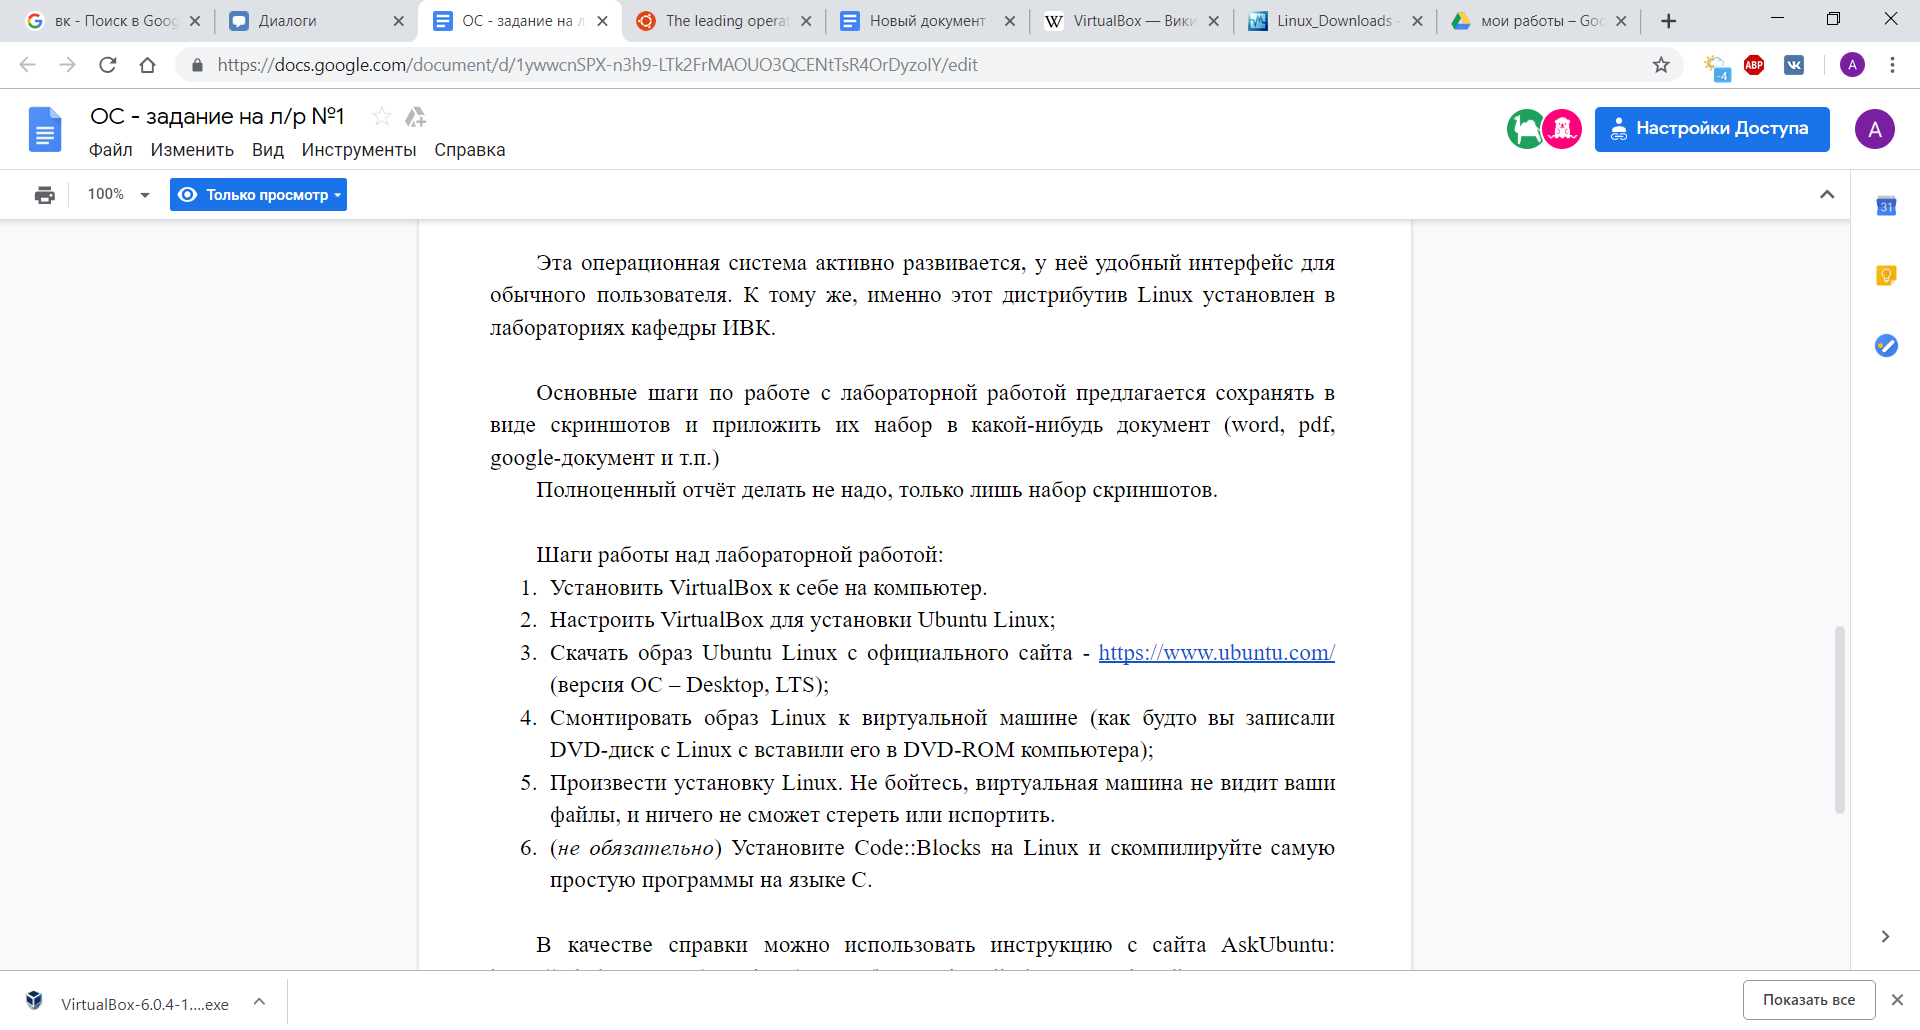 вк - Поиск в Goog
Диалоги
ОС - задание на л
The leading opera
Новый документ
VirtualBox — Вики
Linux_Downloads
мои работы – Goo
https://docs.google.com/document/d/1ywwcnSPX-n3h9-LTk2FrMAOUO3QCENtTsR4OrDyzoIY/edit
-4
ABP
A
ОС - задание на л/р №1
Файл Изменить Вид Инструменты Справка
Настройки Доступа
A
100%
Только просмотр
31
Эта операционная система активно развивается, у неё удобный интерфейс для
обычного пользователя. К тому же, именно этот дистрибутив Linux установлен в
лабораториях кафедры ИВК.
Основные шаги по работе с лабораторной работой предлагается сохранять в
виде скриншотов и приложить их набор в какой-нибудь документ (word, pdf,
google-документ и т.п.)
Полноценный отчёт делать не надо, только лишь набор скриншотов.
Шаги работы над лабораторной работой:
1. Установить VirtualBox к себе на компьютер.
2. Настроить VirtualBox для установки Ubuntu Linux;
3. Скачать образ Ubuntu Linux с официального сайта - https://www.ubuntu.com/
(версия ОС – Desktop, LTS);
4. Смонтировать образ Linux к виртуальной машине (как будто вы записали
DVD-диск с Linux с вставили его в DVD-ROM компьютера);
5. Произвести установку Linux. Не бойтесь, виртуальная машина не видит ваши
файлы, и ничего не сможет стереть или испортить.
6. (не обязательно) Установите Code::Blocks на Linux и скомпилируйте самую
простую программы на языке C.
В качестве справки можно использовать инструкцию с сайта AskUbuntu:
VirtualBox-6.0.4-1....exe
Показать все